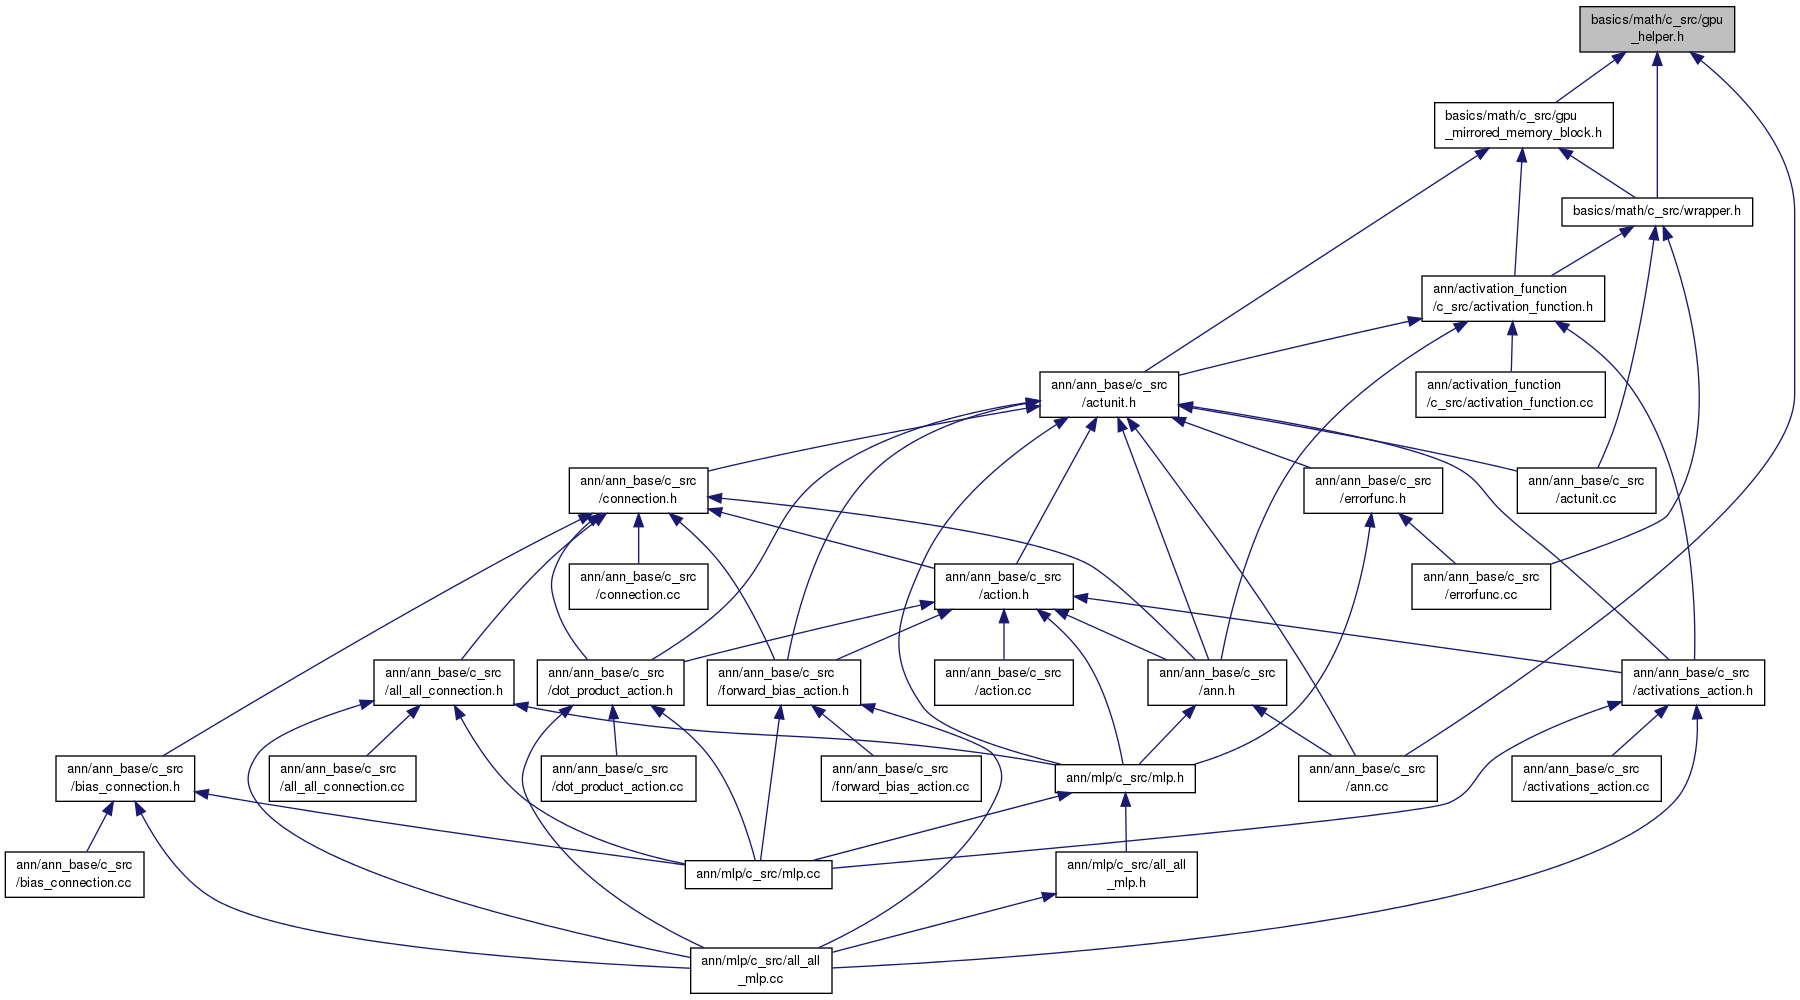 basics/math/c_src/gpu
_helper.h
basics/math/c_src/gpu
_mirrored_memory_block.h
basics/math/c_src/wrapper.h
ann/activation_function
/c_src/activation_function.h
ann/ann_base/c_src
/actunit.h
ann/activation_function
/c_src/activation_function.cc
ann/ann_base/c_src
/connection.h
ann/ann_base/c_src
/errorfunc.h
ann/ann_base/c_src
/actunit.cc
ann/ann_base/c_src
/connection.cc
ann/ann_base/c_src
/action.h
ann/ann_base/c_src
/errorfunc.cc
ann/ann_base/c_src
/all_all_connection.h
ann/ann_base/c_src
/dot_product_action.h
ann/ann_base/c_src
/forward_bias_action.h
ann/ann_base/c_src
/action.cc
ann/ann_base/c_src
/ann.h
ann/ann_base/c_src
/activations_action.h
ann/ann_base/c_src
/bias_connection.h
ann/ann_base/c_src
/all_all_connection.cc
ann/ann_base/c_src
/dot_product_action.cc
ann/ann_base/c_src
/forward_bias_action.cc
ann/mlp/c_src/mlp.h
ann/ann_base/c_src
/ann.cc
ann/ann_base/c_src
/activations_action.cc
ann/ann_base/c_src
/bias_connection.cc
ann/mlp/c_src/mlp.cc
ann/mlp/c_src/all_all
_mlp.h
ann/mlp/c_src/all_all
_mlp.cc